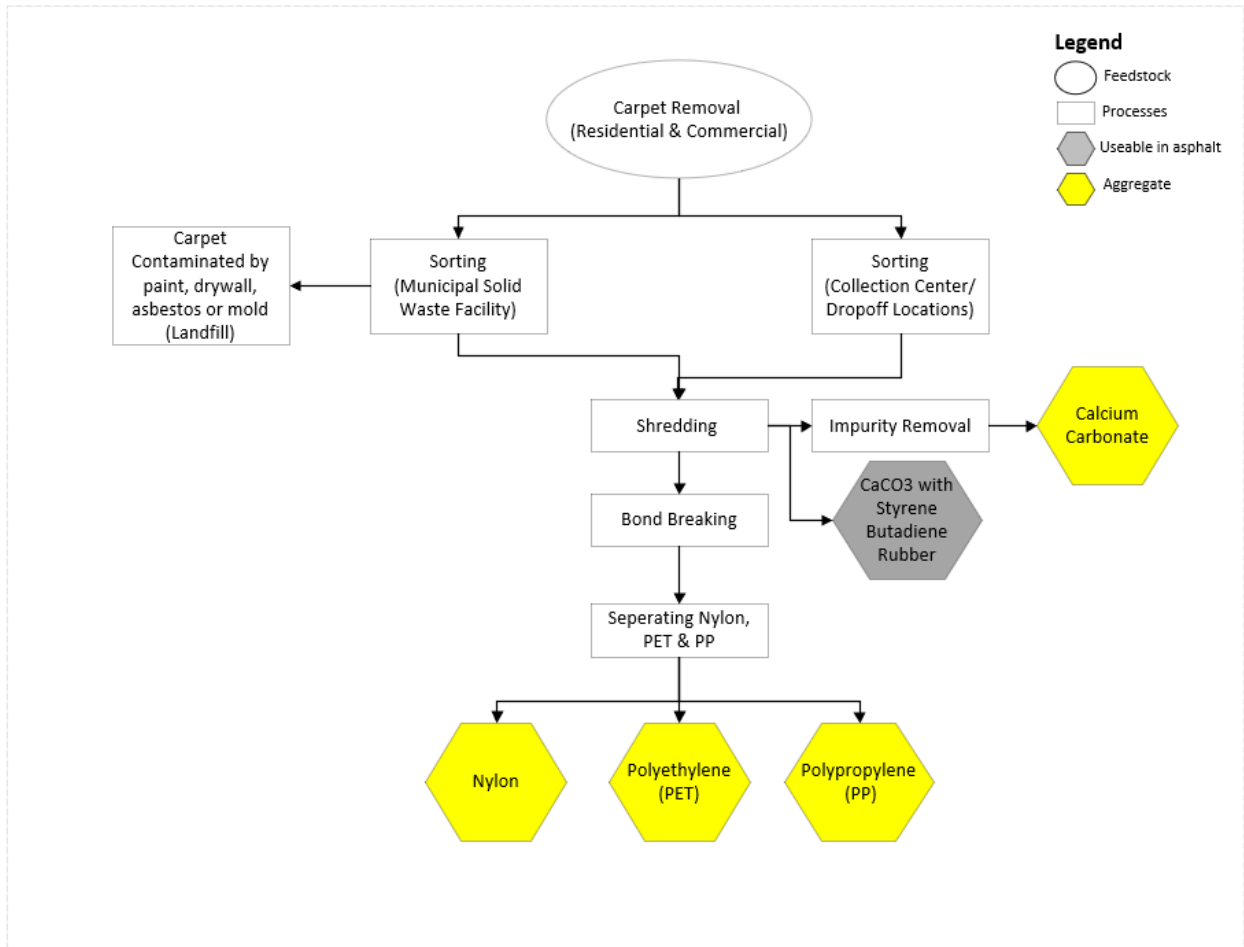 Legend
Feedstock
Processes
Useable in asphalt
Aggregate
Carpet Removal
(Residential & Commercial)
Carpet
Contaminated by
paint, drywall,
asbestos or mold
(Landfill)
Sorting
(Municipal Solid
Waste Facility)
Sorting
(Collection Center/
Dropoff Locations)
Shredding
Impurity Removal
Calcium
Carbonate
CaCO3 with
Styrene
Butadiene
Rubber
Bond Breaking
Seperating Nylon,
PET & PP
Nylon
Polyethylene
(PET)
Polypropylene
(PP)